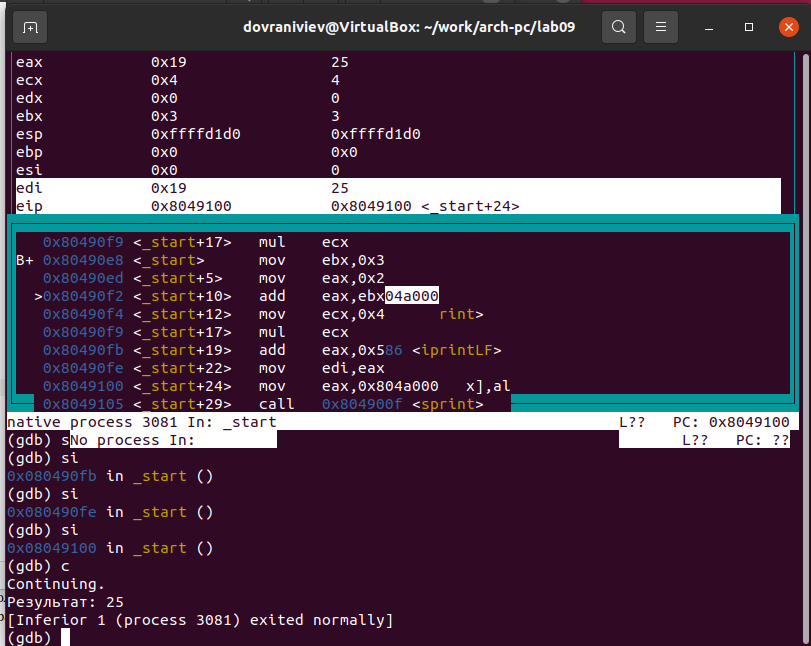 dovraniviev@VirtualBox: ~/work/arch-pc/lab09
eax 0x19 25
ecx 0x4 4
edx 0x0 0
ebx 0x3 3
esp 0xffffd1d0 0xffffd1d0
ebp 0x0 0x0
esi 0x0 0
edi 0x19 25
eip 0x8049100 0x8049100 <_start+24>
0x80490f9 <_start+17> mul ecx
B+ 0x80490e8 <_start> mov ebx,0x3
0x80490ed <_start+5> mov eax,0x2
>0x80490f2 <_start+10> add eax,ebx04a000
0x80490f4 <_start+12> mov ecx,0x4 rint>
0x80490f9 <_start+17> mul ecx
0x80490fb <_start+19> add eax,0x586 <iprintLF>
0x80490fe <_start+22> mov edi,eax
0x8049100 <_start+24> mov eax,0x804a000 x],al
0x8049105 <_start+29> call 0x804900f <sprint>
native process 3081 In: _start L?? PC: 0x8049100
(gdb) sNo process In: L?? PC: ??
(gdb) si
0x080490fb in _start ()
(gdb) si
0x080490fe in _start ()
(gdb) si
0x08049100 in _start ()
(gdb) c
Continuing.
Результат: 25
[Inferior 1 (process 3081) exited normally]
(gdb)